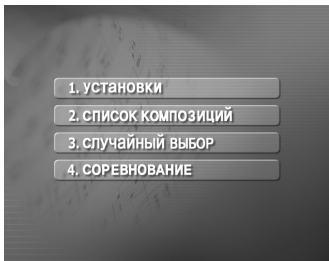 1. УСТАНОВКИ
2. СПИСОК КОМПОЗИЦИЙ
3. СЛУЧАЙНЫЙ ВЫБОР
4. СОРЕВНОВАНИЕ